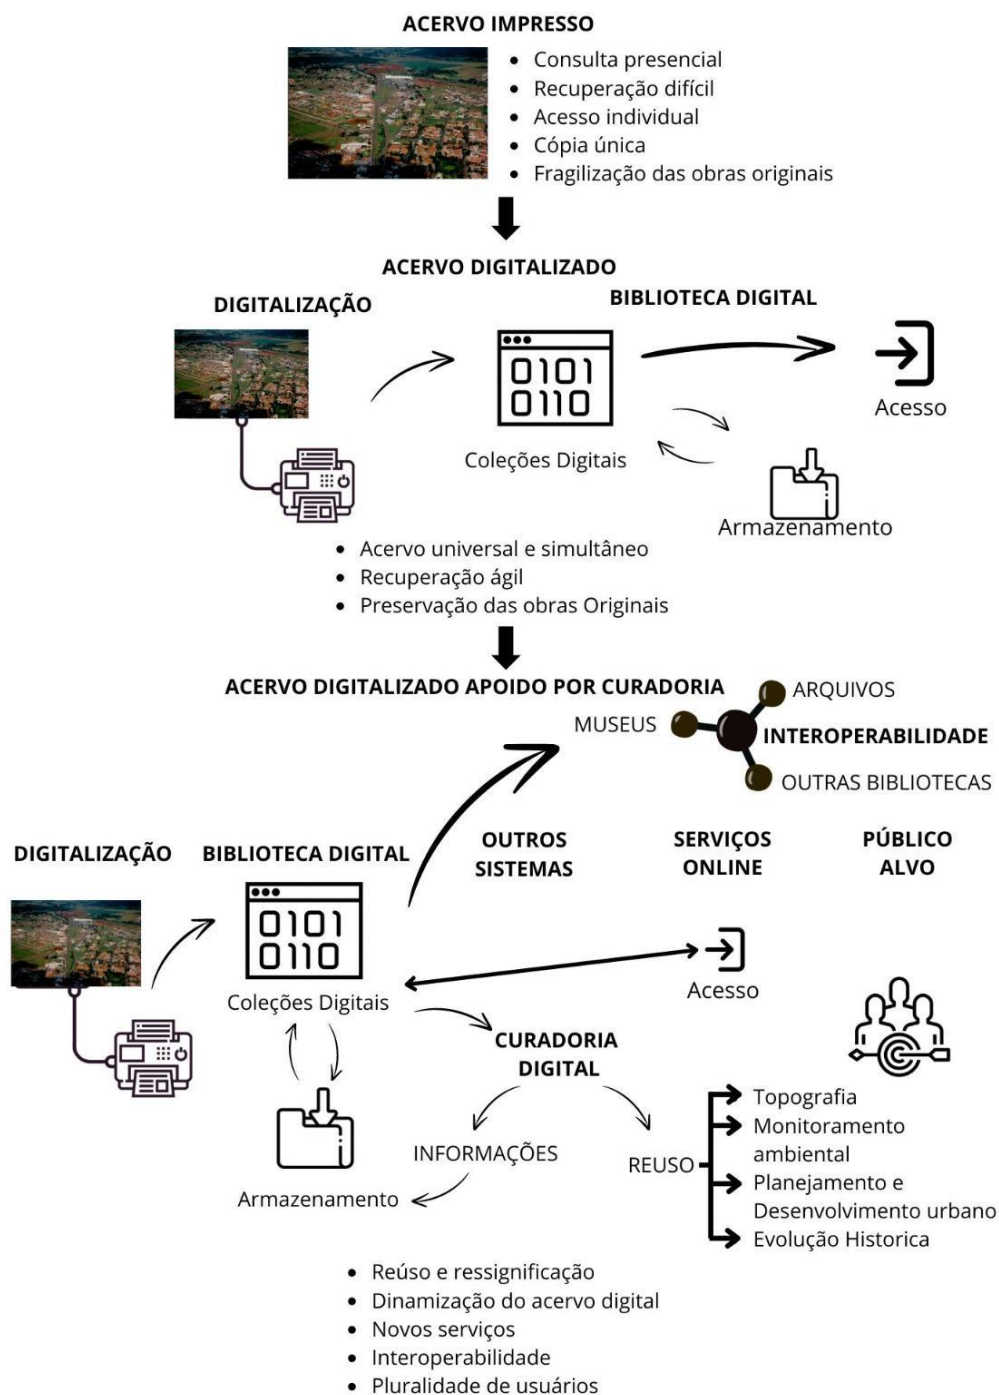 ACERVO IMPRESSO
• Consulta presencial
• Recuperação difícil
• Acesso individual
• Cópia única
• Fragilização das obras originais
ACERVO DIGITALIZADO
DIGITALIZAÇÃO
BIBLIOTECA DIGITAL
0101
0110
Acesso
Coleções Digitais
Armazenamento
• Acervo universal e simultâneo
• Recuperação ágil
• Preservação das obras Originais
ACERVO DIGITALIZADO APOIDO POR CURADORIA
ARQUIVOS
MUSEUS
INTEROPERABILIDADE
OUTRAS BIBLIOTECAS
DIGITALIZAÇÃO
BIBLIOTECA DIGITAL
OUTROS
SISTEMAS
SERVIÇOS
ONLINE
PÚBLICO
ALVO
0101
0110
Acesso
Coleções Digitais
CURADORIA
DIGITAL
INFORMAÇÕES
Armazenamento
REUSO
Topografia
Monitoramento
ambiental
Planejamento e
Desenvolvimento urbano
Evolução Historica
• Reúso e ressignificação
• Dinamização do acervo digital
• Novos serviços
• Interoperabilidade
• Pluralidade de usuários